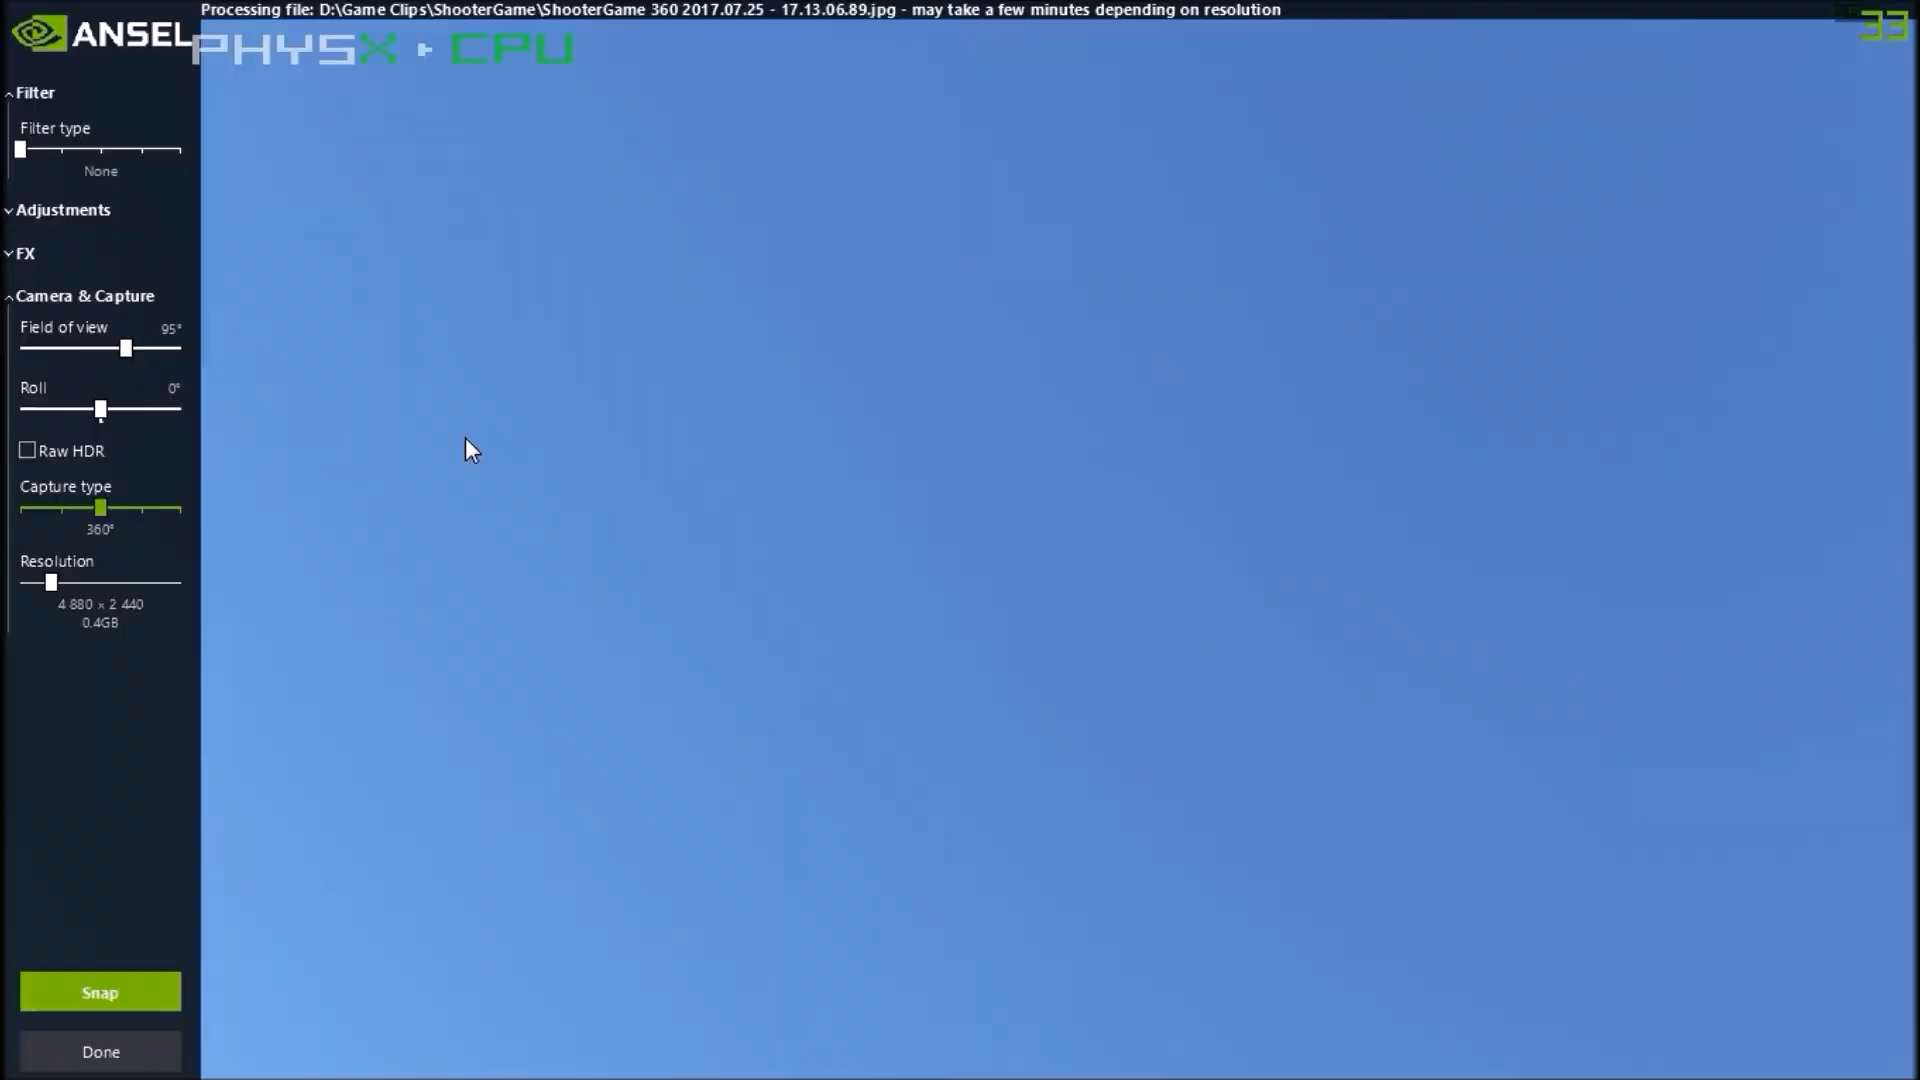 Processing file: D:\Game Clips\ShooterGame\ShooterGame 360 2017.07.25 - 17.13.06.89.jpg - may take a few minutes depending on resolution
33
ANSEL
PHYSX CPU
Filter
Filter type
None
Adjustments
FX
Camera & Capture
Field of view 95°
Roll 0°
Raw HDR
Capture type
360°
Resolution
4 880 × 2 440
0.4GB
Snap
Done